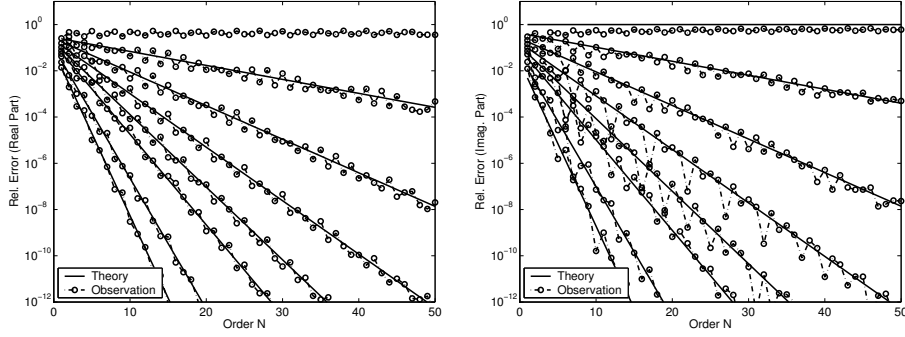 Rel. Error (Real Part)
10^0
10^-2
10^-4
10^-6
10^-8
10^-10
10^-12
Theory
Observation
0 10 20 30 40 50
Order N
Rel. Error (Imag. Part)
10^0
10^-2
10^-4
10^-6
10^-8
10^-10
10^-12
Theory
Observation
0 10 20 30 40 50
Order N